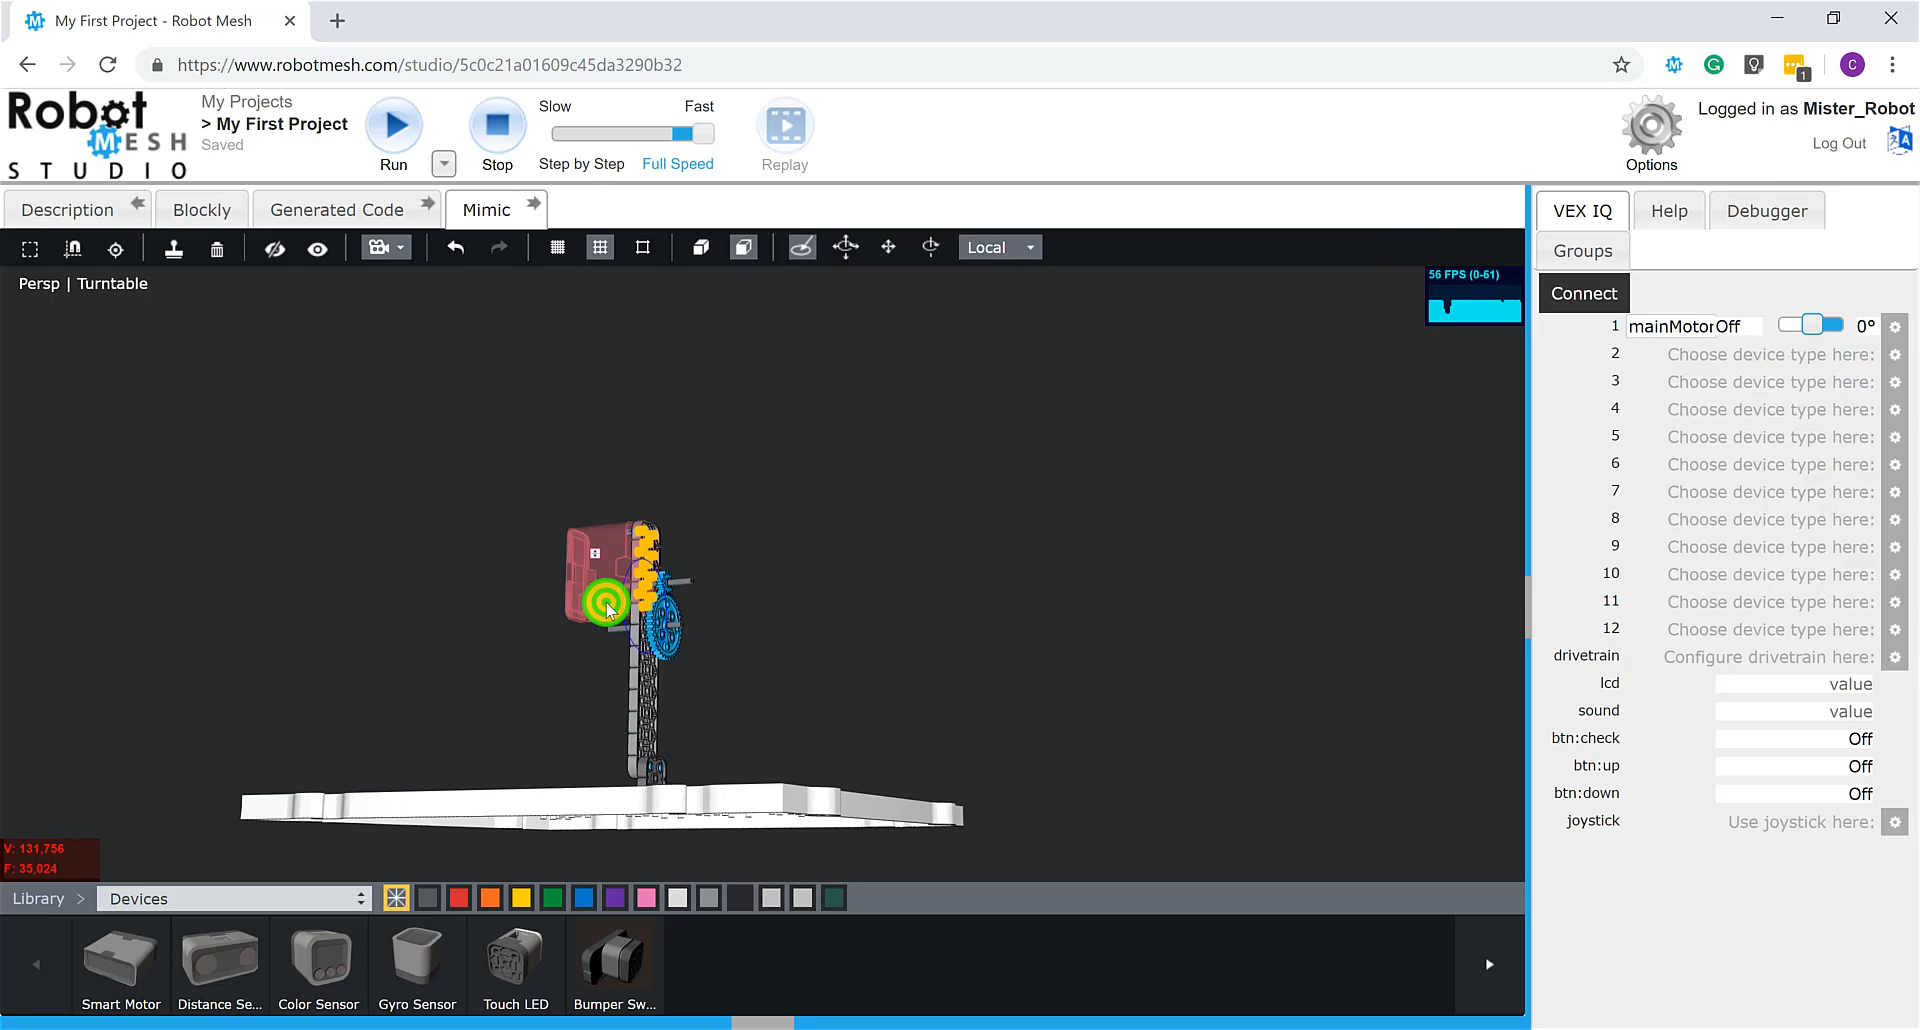 My First Project - Robot Mesh
https://www.robotmesh.com/studio/5c0c21a01609c45da3290b32
1
C
Robot
MESH
STUDIO
My Projects
> My First Project
Saved
Run
Stop
Slow
Fast
Step by Step
Full Speed
Replay
Options
Logged in as Mister_Robot
Log Out
Description
Blockly
Generated Code
Mimic
Local
Persp | Turntable
56 FPS (0-61)
V: 131,756
F: 35,024
Library >
Devices
Smart Motor
Distance Se...
Color Sensor
Gyro Sensor
Touch LED
Bumper Sw...
VEX IQ
Help
Debugger
Groups
Connect
1 mainMotor Off 0°
2 Choose device type here:
3 Choose device type here:
4 Choose device type here:
5 Choose device type here:
6 Choose device type here:
7 Choose device type here:
8 Choose device type here:
9 Choose device type here:
10 Choose device type here:
11 Choose device type here:
12 Choose device type here:
drivetrain Configure drivetrain here:
lcd value
sound value
btn:check Off
btn:up Off
btn:down Off
joystick Use joystick here: